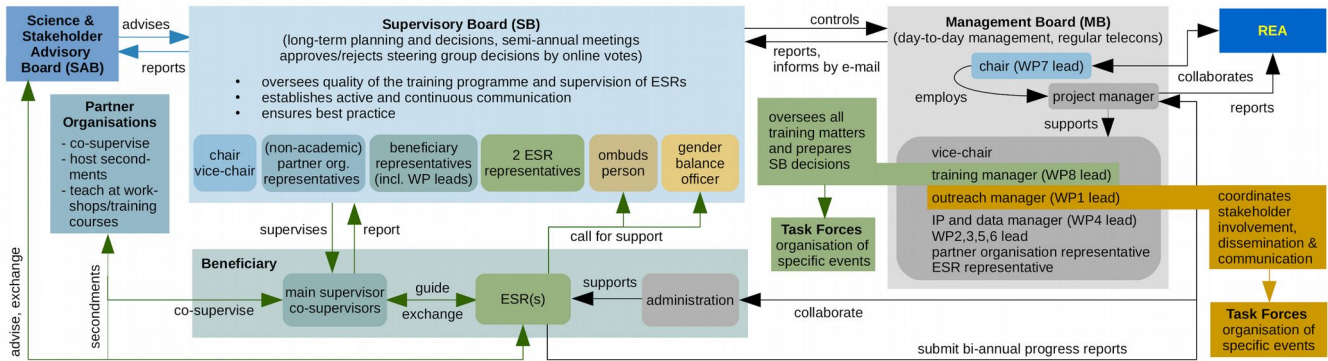 Science &
Stakeholder
Advisory
Board (SAB)
advises
reports
Supervisory Board (SB)
(long-term planning and decisions, semi-annual meetings
approves/rejects steering group decisions by online votes)
• oversees quality of the training programme and supervision of ESRs
• establishes active and continuous communication
• ensures best practice
chair
vice-chair
(non-academic)
partner org.
representatives
beneficiary
representatives
(incl. WP leads)
2 ESR
representatives
ombuds
person
gender
balance
officer
controls
reports,
informs by e-mail
Management Board (MB)
(day-to-day management, regular telecons)
chair (WP7 lead)
employs
project manager
supports
REA
collaborates
reports
vice-chair
training manager (WP8 lead)
outreach manager (WP1 lead)
IP and data manager (WP4 lead)
WP2,3,5,6 lead
partner organisation representative
ESR representative
oversees all
training matters
and prepares
SB decisions
Task Forces
organisation of
specific events
coordinates
stakeholder
involvement,
dissemination &
communication
Task Forces
organisation of
specific events
Partner
Organisations
- co-supervise
- host second-
ments
- teach at work-
shops/training
courses
advise, exchange
secondments
supervises
report
call for support
Beneficiary
co-supervise
main supervisor
co-supervisors
guide
exchange
ESR(s)
supports
administration
collaborate
submit bi-annual progress reports